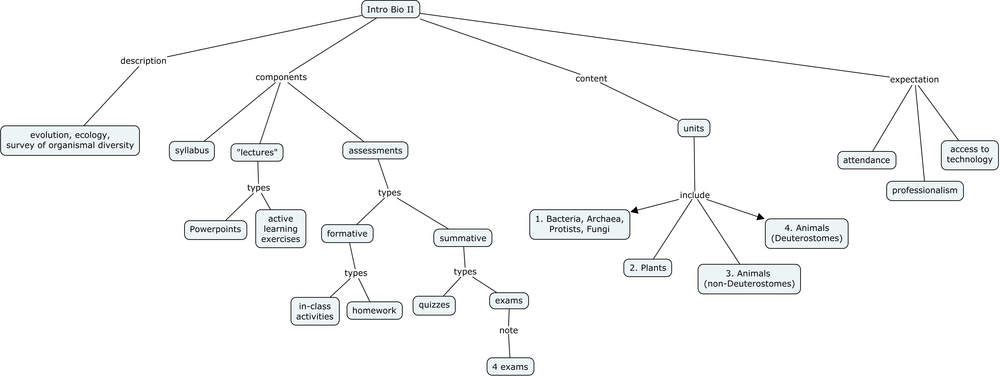 Intro Bio II
description
components
content
expectation
evolution, ecology,
survey of organismal diversity
syllabus
"lectures"
assessments
units
attendance
access to
technology
professionalism
types
types
include
Powerpoints
active
learning
exercises
formative
summative
1. Bacteria, Archaea,
Protists, Fungi
2. Plants
3. Animals
(non-Deuterostomes)
4. Animals
(Deuterostomes)
types
types
in-class
activities
homework
quizzes
exams
note
4 exams